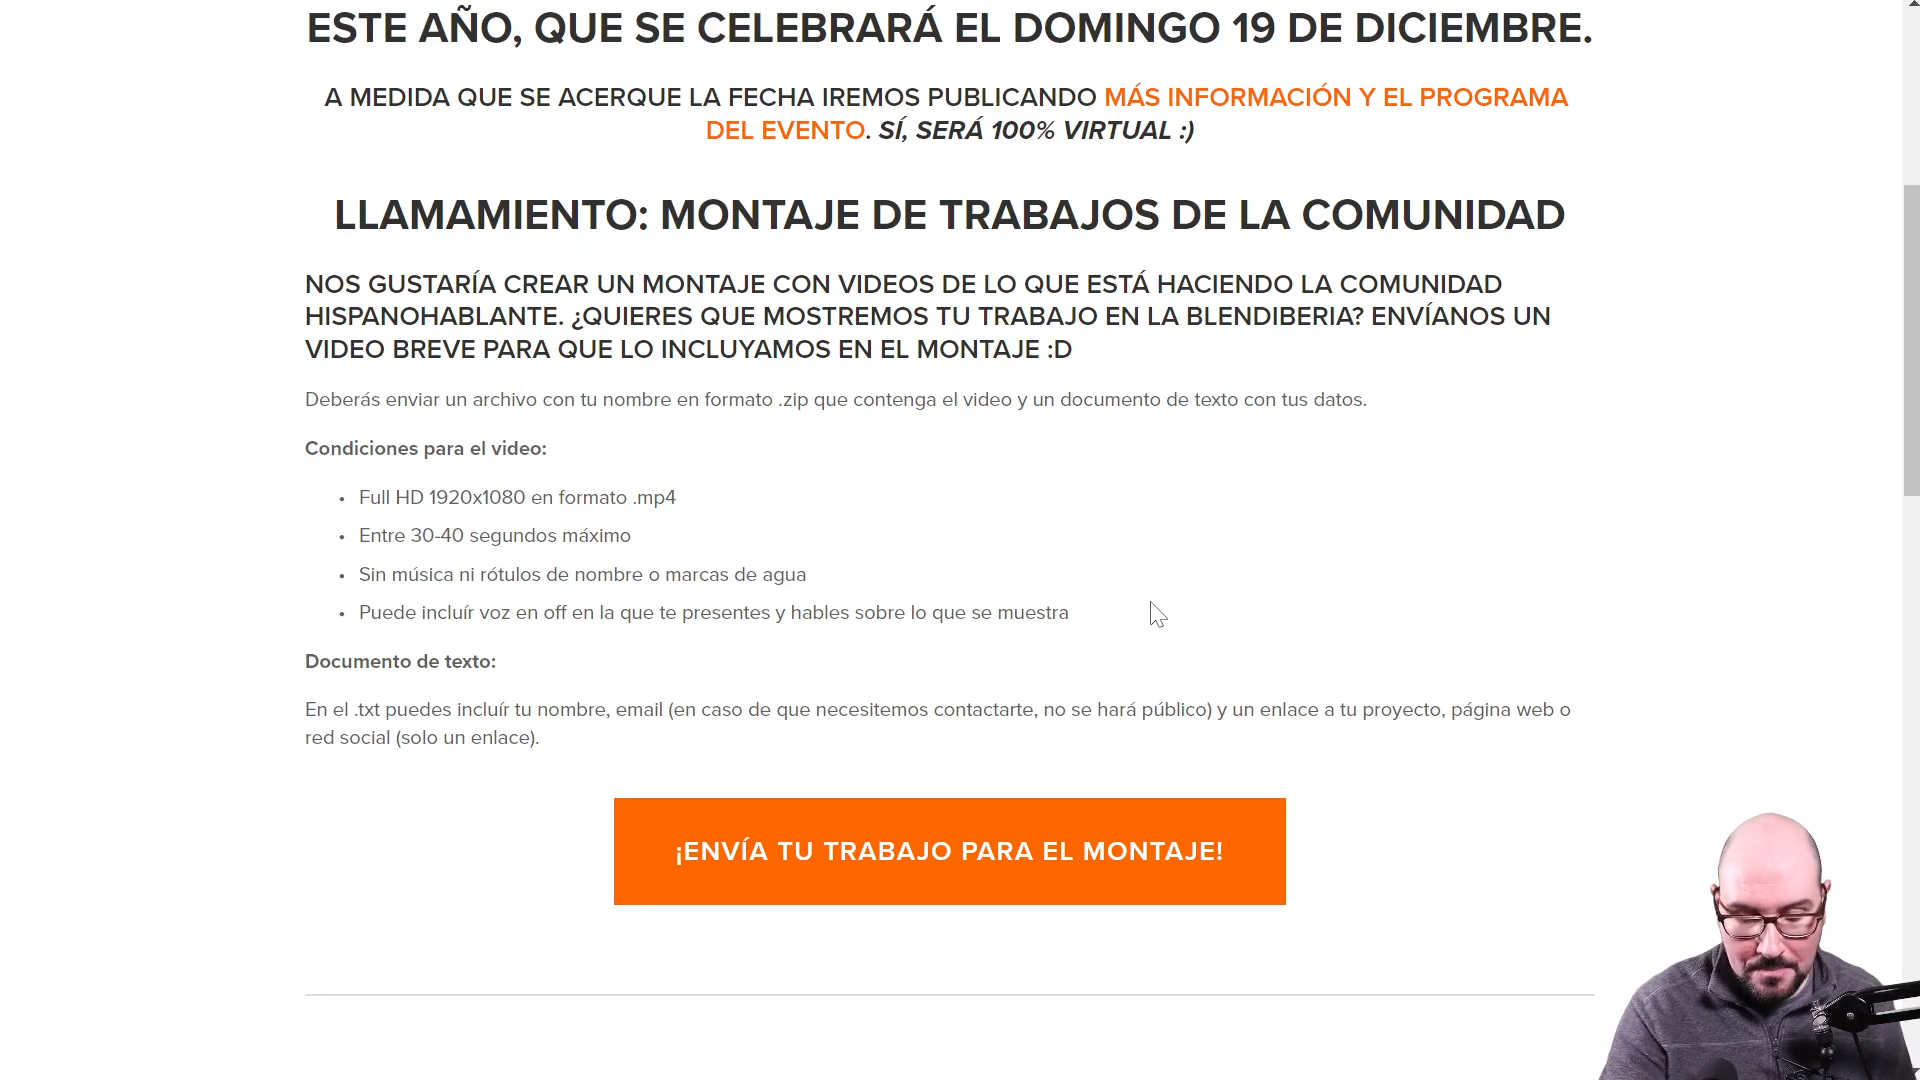 ESTE AÑO, QUE SE CELEBRARÁ EL DOMINGO 19 DE DICIEMBRE.
A MEDIDA QUE SE ACERQUE LA FECHA IREMOS PUBLICANDO MÁS INFORMACIÓN Y EL PROGRAMA
DEL EVENTO. SÍ, SERÁ 100% VIRTUAL :)
LLAMAMIENTO: MONTAJE DE TRABAJOS DE LA COMUNIDAD
NOS GUSTARÍA CREAR UN MONTAJE CON VIDEOS DE LO QUE ESTÁ HACIENDO LA COMUNIDAD
HISPANOHABLANTE. ¿QUIERES QUE MOSTREMOS TU TRABAJO EN LA BLENDIBERIA? ENVÍANOS UN
VIDEO BREVE PARA QUE LO INCLUYAMOS EN EL MONTAJE :D
Deberás enviar un archivo con tu nombre en formato .zip que contenga el video y un documento de texto con tus datos.
Condiciones para el video:
• Full HD 1920x1080 en formato .mp4
• Entre 30-40 segundos máximo
• Sin música ni rótulos de nombre o marcas de agua
• Puede incluír voz en off en la que te presentes y hables sobre lo que se muestra
Documento de texto:
En el .txt puedes incluír tu nombre, email (en caso de que necesitemos contactarte, no se hará público) y un enlace a tu proyecto, página web o
red social (solo un enlace).
¡ENVÍA TU TRABAJO PARA EL MONTAJE!